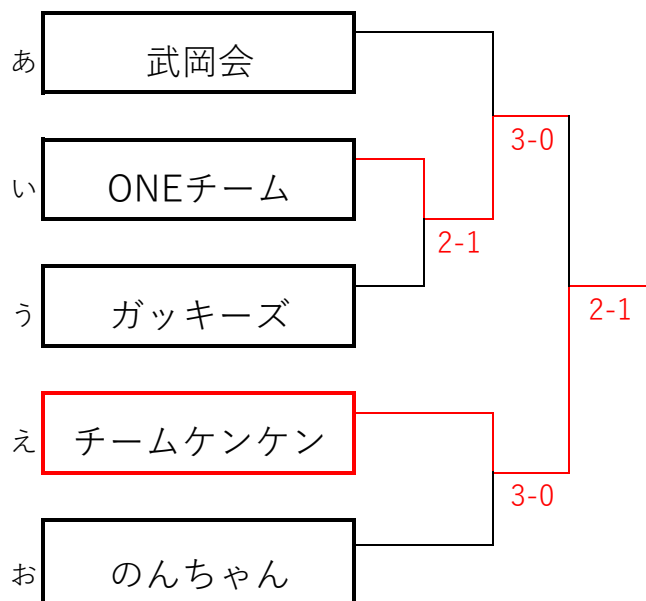 あ 武岡会
3-0
い ONEチーム
2-1
う ガッキーズ
2-1
え チームケンケン
3-0
お のんちゃん